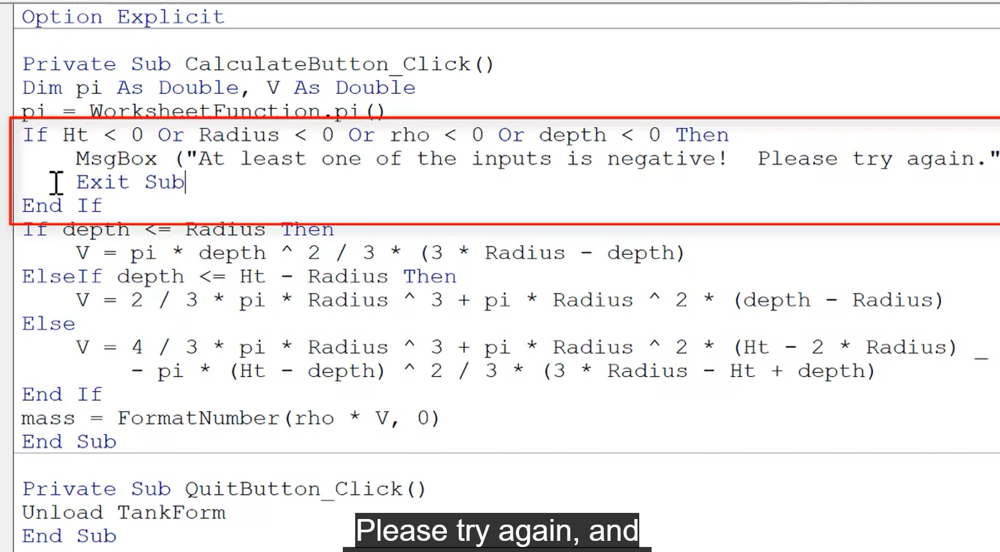 Option Explicit
Private Sub CalculateButton_Click()
Dim pi As Double, V As Double
pi = WorksheetFunction.pi()
If Ht < 0 Or Radius < 0 Or rho < 0 Or depth < 0 Then
MsgBox ("At least one of the inputs is negative!  Please try again."
Exit Sub
End If
If depth <= Radius Then
V = pi * depth ^ 2 / 3 * (3 * Radius - depth)
ElseIf depth <= Ht - Radius Then
V = 2 / 3 * pi * Radius ^ 3 + pi * Radius ^ 2 * (depth - Radius)
Else
V = 4 / 3 * pi * Radius ^ 3 + pi * Radius ^ 2 * (Ht - 2 * Radius) _
- pi * (Ht - depth) ^ 2 / 3 * (3 * Radius - Ht + depth)
End If
mass = FormatNumber(rho * V, 0)
End Sub
Private Sub QuitButton_Click()
Unload TankForm
End Sub
Please try again, and